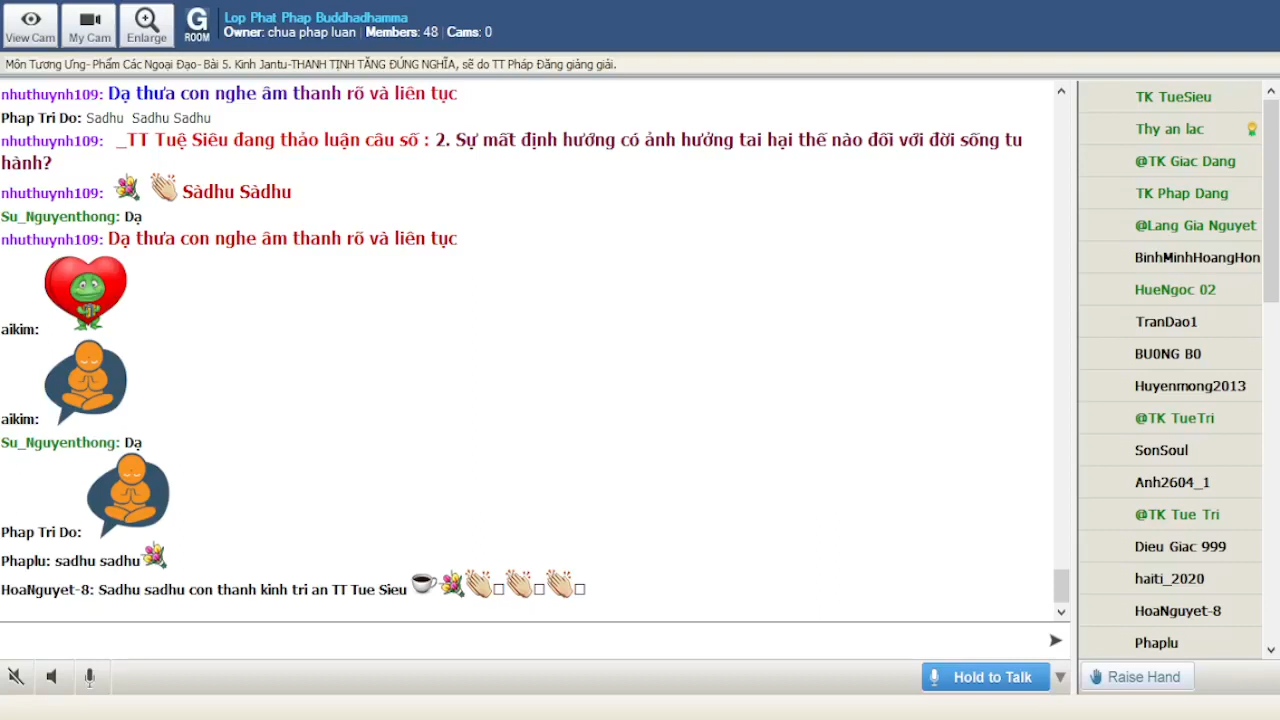 View Cam
My Cam
Enlarge
G
ROOM
Lop Phat Phap Buddhadhamma
Owner: chua phap luan | Members: 48 | Cams: 0
Môn Tương Ưng- Phẩm Các Ngoại Đạo- Bài 5. Kinh Jantu-THANH TỊNH TĂNG ĐÚNG NGHĨA, sẽ do TT Pháp Đăng giảng giải.
nhuthuynh109: Dạ thưa con nghe âm thanh rõ và liên tục
Phap Tri Do: Sadhu Sadhu Sadhu
nhuthuynh109: _TT Tuệ Siêu đang thảo luận câu số : 2. Sự mất định hướng có ảnh hưởng tai hại thế nào đối với đời sống tu
hành?
nhuthuynh109: Sàdhu Sàdhu
Su_Nguyenthong: Dạ
nhuthuynh109: Dạ thưa con nghe âm thanh rõ và liên tục
aikim:
aikim:
Su_Nguyenthong: Dạ
Phap Tri Do:
Phaplu: sadhu sadhu
HoaNguyet-8: Sadhu sadhu con thanh kinh tri an TT Tue Sieu
TK TueSieu
Thy an lac
@TK Giac Dang
TK Phap Dang
@Lang Gia Nguyet
BinhMinhHoangHon
HueNgoc 02
TranDao1
BU0NG B0
Huyenmong2013
@TK TueTri
SonSoul
Anh2604_1
@TK Tue Tri
Dieu Giac 999
haiti_2020
HoaNguyet-8
Phaplu
Hold to Talk
Raise Hand